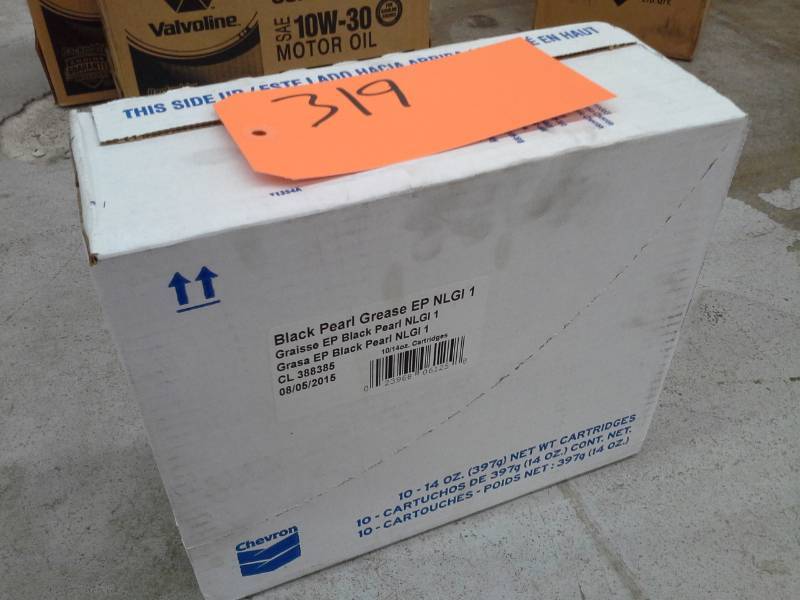 Valvoline
SAE 10W-30
MOTOR OIL
THIS SIDE UP / ESTE LADO HACIA ARRIBA
EN HAUT
319
T1354A
Black Pearl Grease EP NLGI 1
Graisse EP Black Pearl NLGI 1
Grasa EP Black Pearl NLGI 1
10/14oz. Cartridges
CL 388385
08/05/2015
10 - 14 OZ. (397g) NET WT CARTRIDGES
10 - CARTUCHOS DE 397g (14 OZ.) CONT. NET.
10 - CARTOUCHES - POIDS NET : 397g (14 OZ.)
Chevron